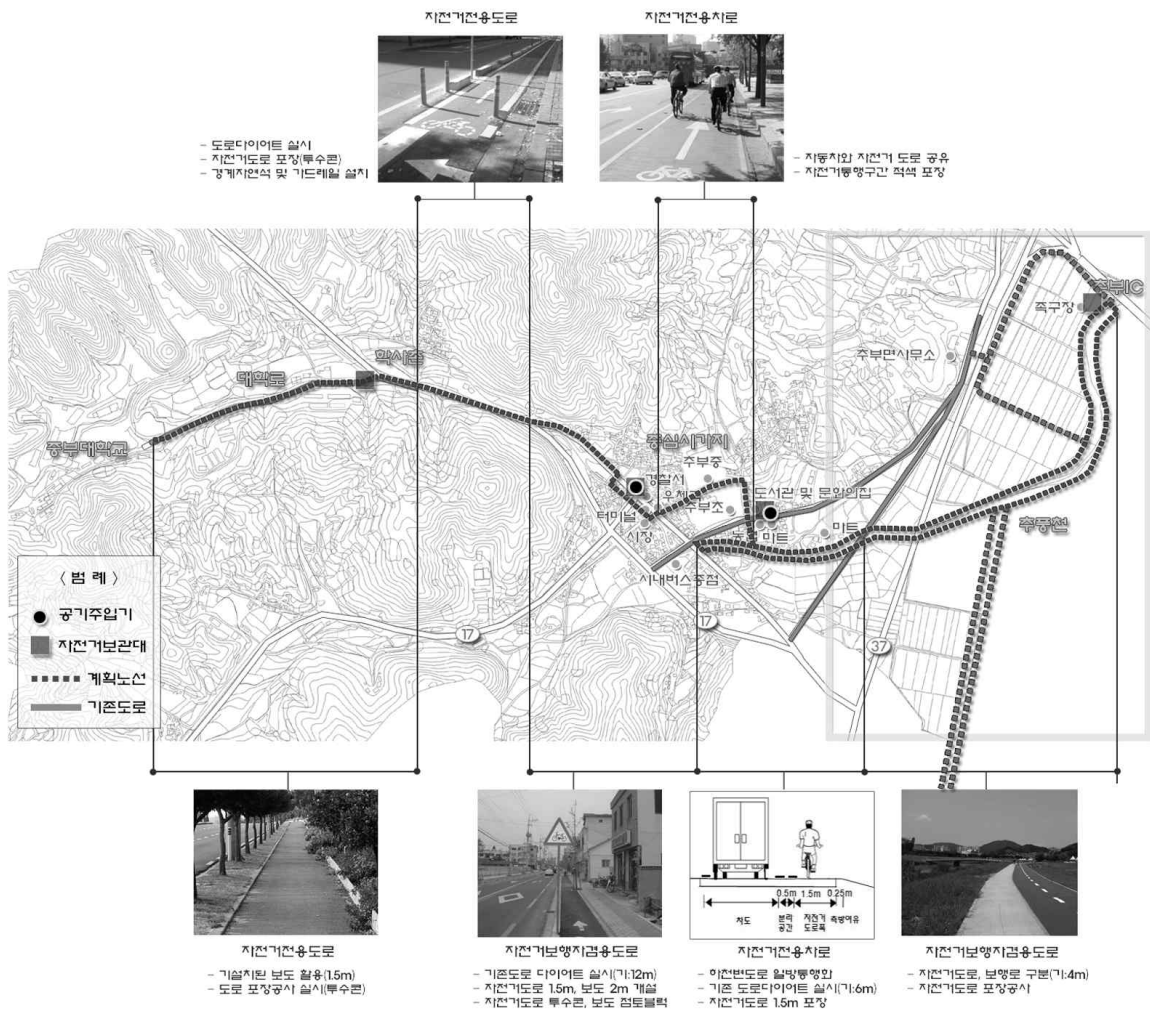 자전거전용도로
자전거전용차로
- 도로다이어트 실시
- 자전거도로 포장(투수콘)
- 경계자연석 및 가드레일 설치
- 자동차와 자전거 도로 공유
- 자전거통행구간 적색 포장
추부IC
족구장
추부면사무소
학사촌
대학로
중부대학교
중심시가지
추부중
경찰서
우체
도서관 및 문화의집
추부초
터미널
시장
농
마트
마트
추풍천
시내버스종점
17
17
37
〈 범 례 〉
공기주입기
자전거보관대
계획노선
기존도로
0.5m
1.5m
0.25m
차도
분리
공간
자전거
도로폭
측방여유
자전거전용도로
- 기설치된 보도 활용(1.5m)
- 도로 포장공사 실시(투수콘)
자전거보행자겸용도로
- 기존도로 다이어트 실시(기:12m)
- 자전거도로 1.5m, 보도 2m 개설
- 자전거도로 투수콘, 보도 점토블럭
자전거전용차로
- 하천변도로 일방통행화
- 기존 도로다이어트 실시(기:6m)
- 자전거도로 1.5m 포장
자전거보행자겸용도로
- 자전거도로, 보행로 구분(기:4m)
- 자전거도로 포장공사